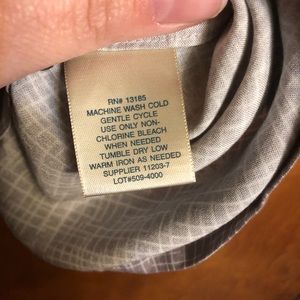 RN# 13185
MACHINE WASH COLD
GENTLE CYCLE
USE ONLY NON-
CHLORINE BLEACH
WHEN NEEDED
TUMBLE DRY LOW
WARM IRON AS NEEDED
SUPPLIER 11203-7
LOT#509-4000